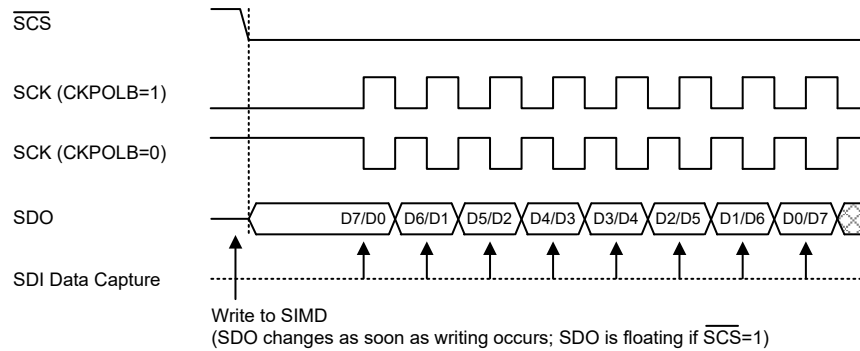 SCS
SCK (CKPOLB=1)
SCK (CKPOLB=0)
SDO D7/D0 D6/D1 D5/D2 D4/D3 D3/D4 D2/D5 D1/D6 D0/D7
SDI Data Capture
Write to SIMD
(SDO changes as soon as writing occurs; SDO is floating if SCS=1)